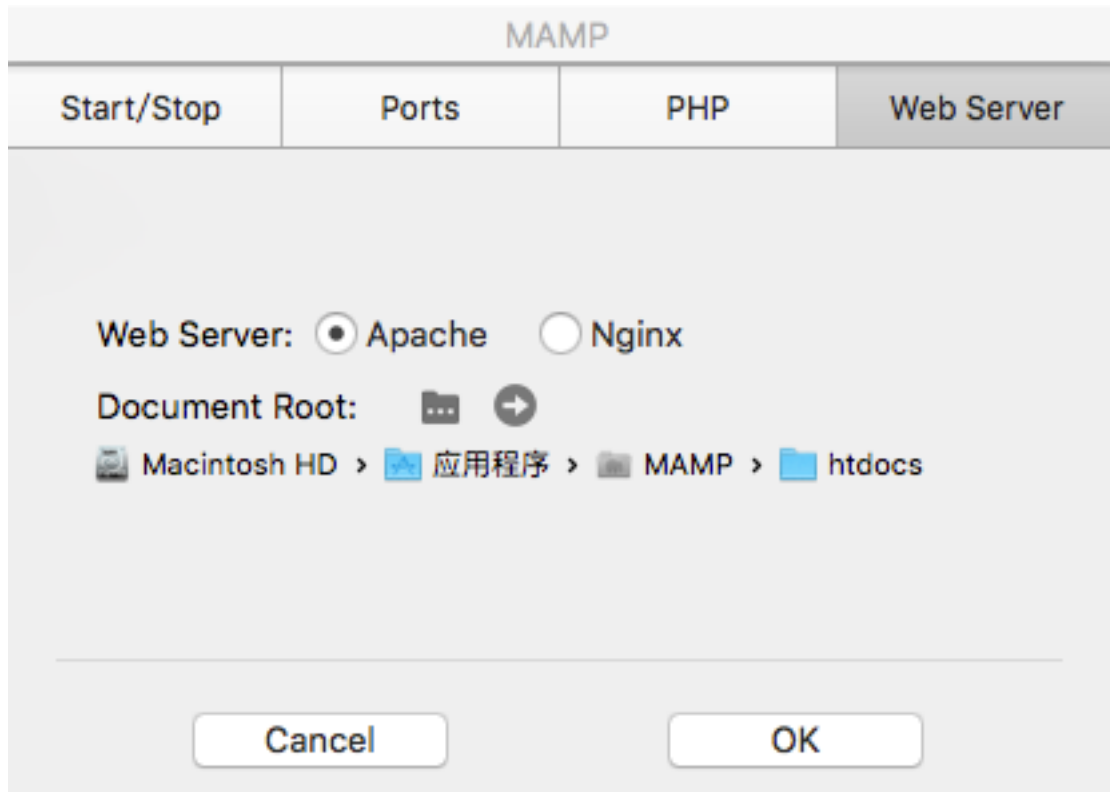 MAMP
Start/Stop Ports PHP Web Server
Web Server: Apache Nginx
Document Root:
Macintosh HD › 应用程序 › MAMP › htdocs
Cancel OK